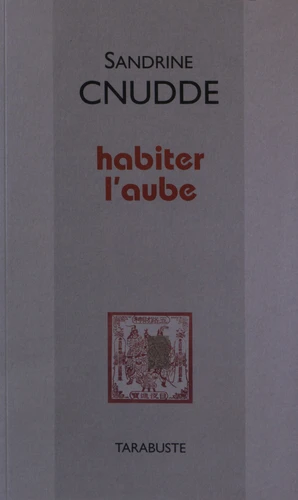 SANDRINE
CNUDDE
habiter
l'aube
TARABUSTE